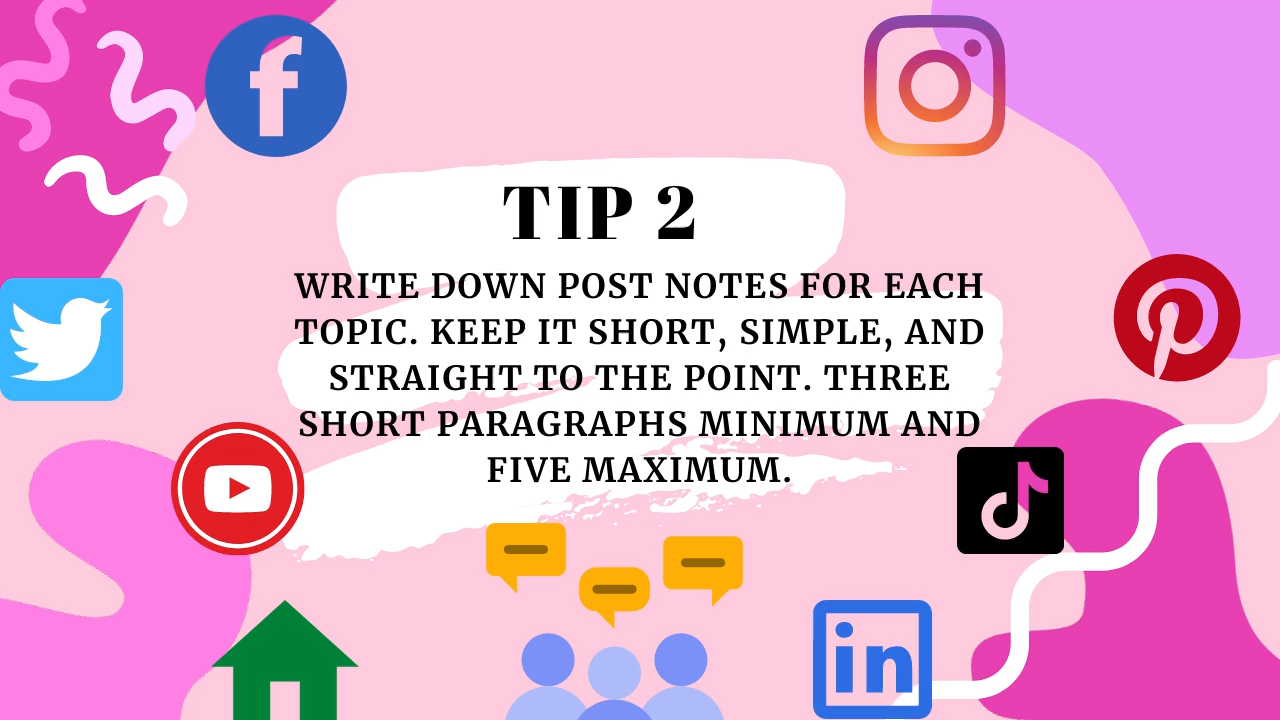 TIP 2
WRITE DOWN POST NOTES FOR EACH
TOPIC. KEEP IT SHORT, SIMPLE, AND
STRAIGHT TO THE POINT. THREE
SHORT PARAGRAPHS MINIMUM AND
FIVE MAXIMUM.
in